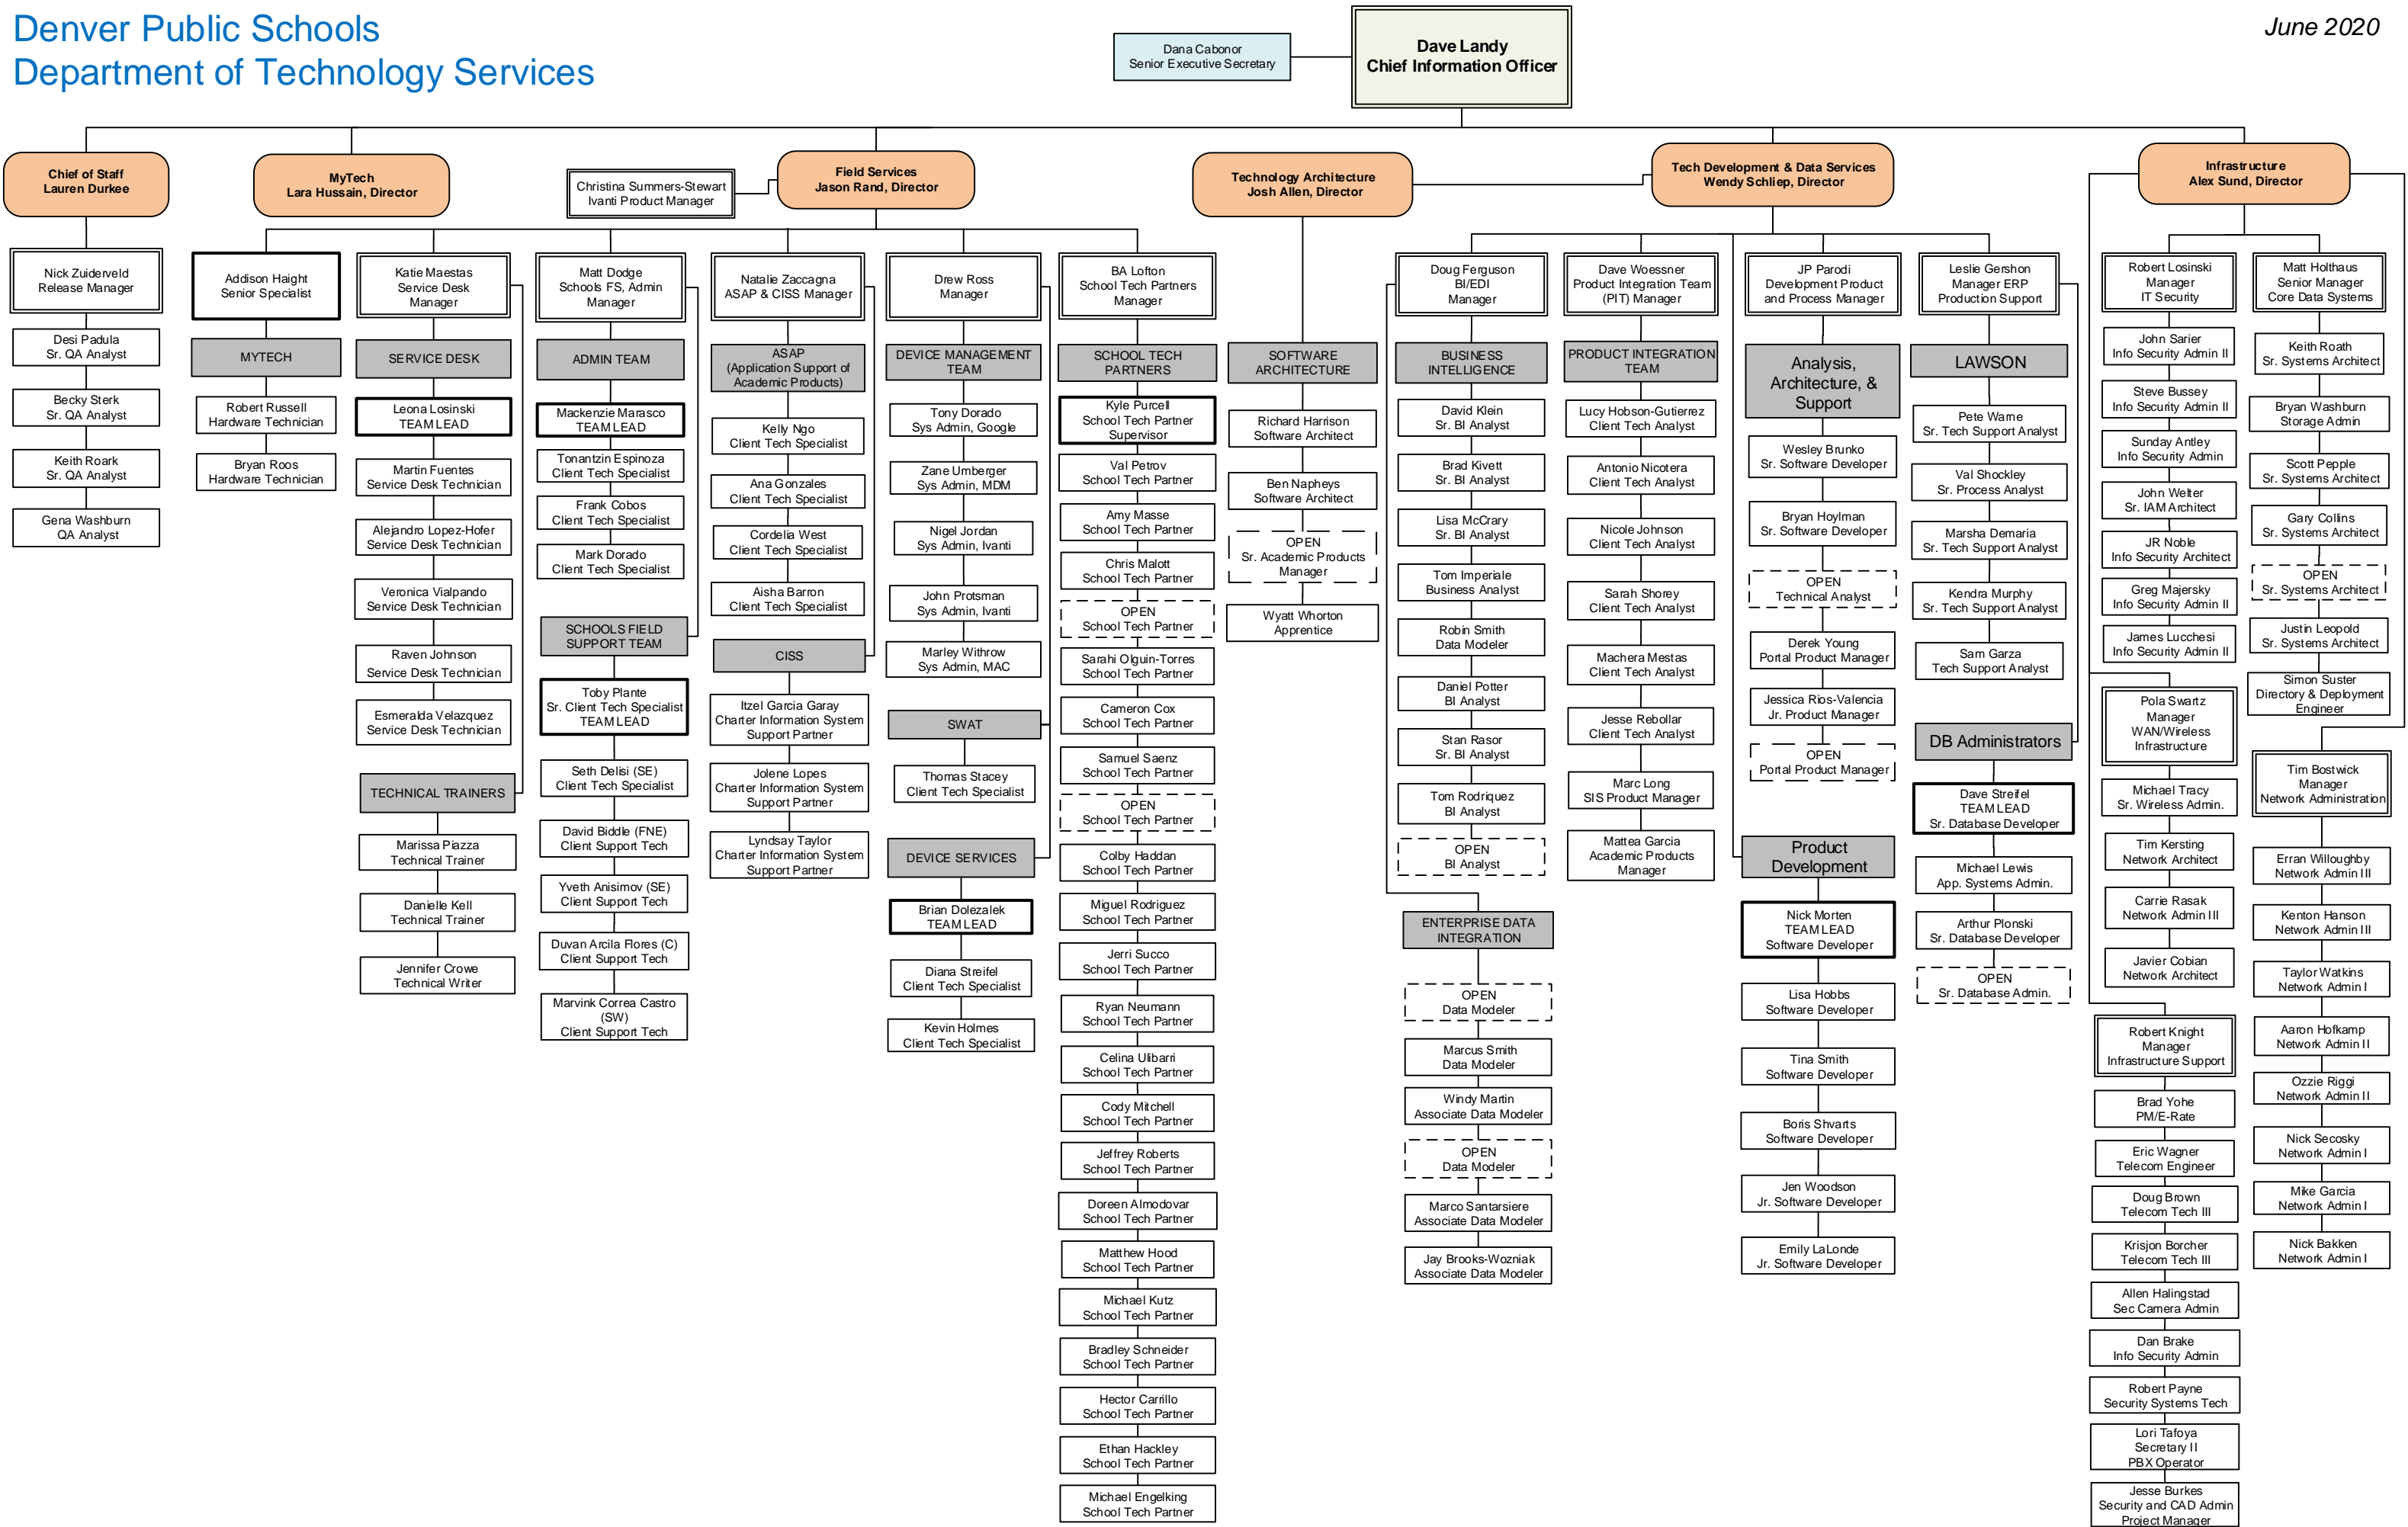 Denver Public Schools
Department of Technology Services
June 2020
Dave Landy
Chief Information Officer
Dana Cabonor
Senior Executive Secretary
Chief of Staff
Lauren Durkee
Nick Zuiderveld
Release Manager
Desi Padula
Sr. QA Analyst
Becky Sterk
Sr. QA Analyst
Keith Roark
Sr. QA Analyst
Gena Washburn
QA Analyst
MyTech
Lara Hussain, Director
Field Services
Jason Rand, Director
Christina Summers-Stewart
Ivanti Product Manager
Addison Haight
Senior Specialist
MYTECH
Robert Russell
Hardware Technician
Bryan Roos
Hardware Technician
Katie Maestas
Service Desk
Manager
SERVICE DESK
Leona Losinski
TEAM LEAD
Martin Fuentes
Service Desk Technician
Alejandro Lopez-Hofer
Service Desk Technician
Veronica Vialpando
Service Desk Technician
Raven Johnson
Service Desk Technician
Esmeralda Velazquez
Service Desk Technician
TECHNICAL TRAINERS
Marissa Piazza
Technical Trainer
Danielle Kell
Technical Trainer
Jennifer Crowe
Technical Writer
Matt Dodge
Schools FS, Admin
Manager
ADMIN TEAM
Mackenzie Marasco
TEAM LEAD
Tonantzin Espinoza
Client Tech Specialist
Frank Cobos
Client Tech Specialist
Mark Dorado
Client Tech Specialist
SCHOOLS FIELD
SUPPORT TEAM
Toby Plante
Sr. Client Tech Specialist
TEAM LEAD
Seth Delisi (SE)
Client Tech Specialist
David Biddle (FNE)
Client Support Tech
Yveth Anisimov (SE)
Client Support Tech
Duvan Arcila Flores (C)
Client Support Tech
Marvink Correa Castro
(SW)
Client Support Tech
Natalie Zaccagna
ASAP & CISS Manager
ASAP
(Application Support of
Academic Products)
Kelly Ngo
Client Tech Specialist
Ana Gonzales
Client Tech Specialist
Cordelia West
Client Tech Specialist
Aisha Barron
Client Tech Specialist
CISS
Itzel Garcia Garay
Charter Information System
Support Partner
Jolene Lopes
Charter Information System
Support Partner
Lyndsay Taylor
Charter Information System
Support Partner
Drew Ross
Manager
DEVICE MANAGEMENT
TEAM
Tony Dorado
Sys Admin, Google
Zane Umberger
Sys Admin, MDM
Nigel Jordan
Sys Admin, Ivanti
John Protsman
Sys Admin, Ivanti
Marley Withrow
Sys Admin, MAC
SWAT
Thomas Stacey
Client Tech Specialist
DEVICE SERVICES
Brian Dolezalek
TEAM LEAD
Diana Streifel
Client Tech Specialist
Kevin Holmes
Client Tech Specialist
BA Lofton
School Tech Partners
Manager
SCHOOL TECH
PARTNERS
Kyle Purcell
School Tech Partner
Supervisor
Val Petrov
School Tech Partner
Amy Masse
School Tech Partner
Chris Malott
School Tech Partner
OPEN
School Tech Partner
Sarahi Olguin-Torres
School Tech Partner
Cameron Cox
School Tech Partner
Samuel Saenz
School Tech Partner
OPEN
School Tech Partner
Colby Haddan
School Tech Partner
Miguel Rodriguez
School Tech Partner
Jerri Succo
School Tech Partner
Ryan Neumann
School Tech Partner
Celina Ulibarri
School Tech Partner
Cody Mitchell
School Tech Partner
Jeffrey Roberts
School Tech Partner
Doreen Almodovar
School Tech Partner
Matthew Hood
School Tech Partner
Michael Kutz
School Tech Partner
Bradley Schneider
School Tech Partner
Hector Carrillo
School Tech Partner
Ethan Hackley
School Tech Partner
Michael Engelking
School Tech Partner
Technology Architecture
Josh Allen, Director
SOFTWARE
ARCHITECTURE
Richard Harrison
Software Architect
Ben Napheys
Software Architect
OPEN
Sr. Academic Products
Manager
Wyatt Whorton
Apprentice
Tech Development & Data Services
Wendy Schliep, Director
Doug Ferguson
BI/EDI
Manager
BUSINESS
INTELLIGENCE
David Klein
Sr. BI Analyst
Brad Kivett
Sr. BI Analyst
Lisa McCrary
Sr. BI Analyst
Tom Imperiale
Business Analyst
Robin Smith
Data Modeler
Daniel Potter
BI Analyst
Stan Rasor
Sr. BI Analyst
Tom Rodriquez
BI Analyst
OPEN
BI Analyst
ENTERPRISE DATA
INTEGRATION
OPEN
Data Modeler
Marcus Smith
Data Modeler
Windy Martin
Associate Data Modeler
OPEN
Data Modeler
Marco Santarsiere
Associate Data Modeler
Jay Brooks-Wozniak
Associate Data Modeler
Dave Woessner
Product Integration Team
(PIT) Manager
PRODUCT INTEGRATION
TEAM
Lucy Hobson-Gutierrez
Client Tech Analyst
Antonio Nicotera
Client Tech Analyst
Nicole Johnson
Client Tech Analyst
Sarah Shorey
Client Tech Analyst
Machera Mestas
Client Tech Analyst
Jesse Rebollar
Client Tech Analyst
Marc Long
SIS Product Manager
Mattea Garcia
Academic Products
Manager
JP Parodi
Development Product
and Process Manager
Analysis,
Architecture, &
Support
Wesley Brunko
Sr. Software Developer
Bryan Hoylman
Sr. Software Developer
OPEN
Technical Analyst
Derek Young
Portal Product Manager
Jessica Rios-Valencia
Jr. Product Manager
OPEN
Portal Product Manager
Product
Development
Nick Morten
TEAM LEAD
Software Developer
Lisa Hobbs
Software Developer
Tina Smith
Software Developer
Boris Shvarts
Software Developer
Jen Woodson
Jr. Software Developer
Emily LaLonde
Jr. Software Developer
Leslie Gershon
Manager ERP
Production Support
LAWSON
Pete Warne
Sr. Tech Support Analyst
Val Shockley
Sr. Process Analyst
Marsha Demaria
Sr. Tech Support Analyst
Kendra Murphy
Sr. Tech Support Analyst
Sam Garza
Tech Support Analyst
DB Administrators
Dave Streifel
TEAM LEAD
Sr. Database Developer
Michael Lewis
App. Systems Admin.
Arthur Plonski
Sr. Database Developer
OPEN
Sr. Database Admin.
Infrastructure
Alex Sund, Director
Robert Losinski
Manager
IT Security
John Sarier
Info Security Admin II
Steve Bussey
Info Security Admin II
Sunday Antley
Info Security Admin
John Welter
Sr. IAM Architect
JR Noble
Info Security Architect
Greg Majersky
Info Security Admin II
James Lucchesi
Info Security Admin II
Pola Swartz
Manager
WAN/Wireless
Infrastructure
Michael Tracy
Sr. Wireless Admin.
Tim Kersting
Network Architect
Carrie Rasak
Network Admin III
Javier Cobian
Network Architect
Robert Knight
Manager
Infrastructure Support
Brad Yohe
PM/E-Rate
Eric Wagner
Telecom Engineer
Doug Brown
Telecom Tech III
Krisjon Borcher
Telecom Tech III
Allen Halingstad
Sec Camera Admin
Dan Brake
Info Security Admin
Robert Payne
Security Systems Tech
Lori Tafoya
Secretary II
PBX Operator
Jesse Burkes
Security and CAD Admin
Project Manager
Matt Holthaus
Senior Manager
Core Data Systems
Keith Roath
Sr. Systems Architect
Bryan Washburn
Storage Admin
Scott Pepple
Sr. Systems Architect
Gary Collins
Sr. Systems Architect
OPEN
Sr. Systems Architect
Justin Leopold
Sr. Systems Architect
Simon Suster
Directory & Deployment
Engineer
Tim Bostwick
Manager
Network Administration
Erran Willoughby
Network Admin III
Kenton Hanson
Network Admin III
Taylor Watkins
Network Admin I
Aaron Hofkamp
Network Admin II
Ozzie Riggi
Network Admin II
Nick Secosky
Network Admin I
Mike Garcia
Network Admin I
Nick Bakken
Network Admin I